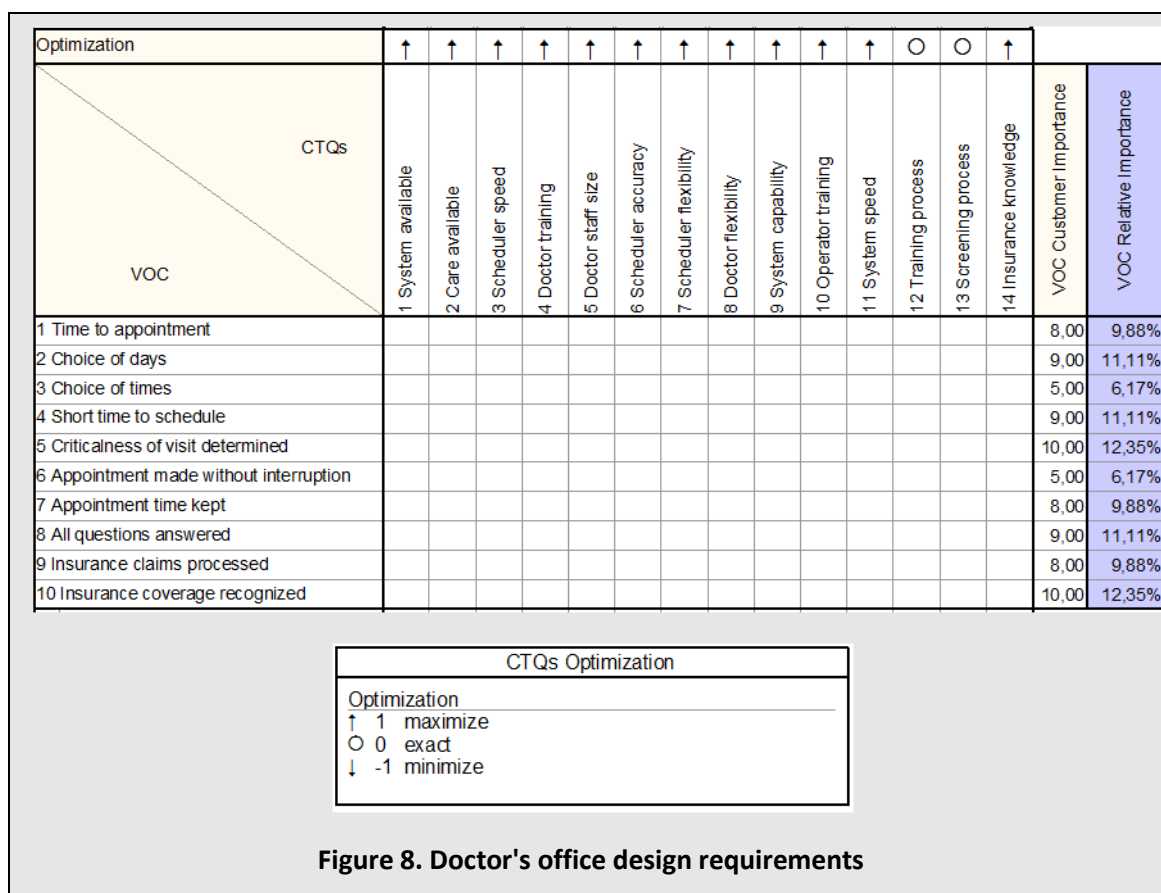 Optimization ↑ ↑ ↑ ↑ ↑ ↑ ↑ ↑ ↑ ↑ ↑ ○ ○ ↑
CTQs
VOC
1 System available
2 Care available
3 Scheduler speed
4 Doctor training
5 Doctor staff size
6 Scheduler accuracy
7 Scheduler flexibility
8 Doctor flexibility
9 System capability
10 Operator training
11 System speed
12 Training process
13 Screening process
14 Insurance knowledge
VOC Customer Importance
VOC Relative Importance
1 Time to appointment 8,00 9,88%
2 Choice of days 9,00 11,11%
3 Choice of times 5,00 6,17%
4 Short time to schedule 9,00 11,11%
5 Criticalness of visit determined 10,00 12,35%
6 Appointment made without interruption 5,00 6,17%
7 Appointment time kept 8,00 9,88%
8 All questions answered 9,00 11,11%
9 Insurance claims processed 8,00 9,88%
10 Insurance coverage recognized 10,00 12,35%
CTQs Optimization
Optimization
↑ 1 maximize
○ 0 exact
↓ -1 minimize
Figure 8. Doctor's office design requirements